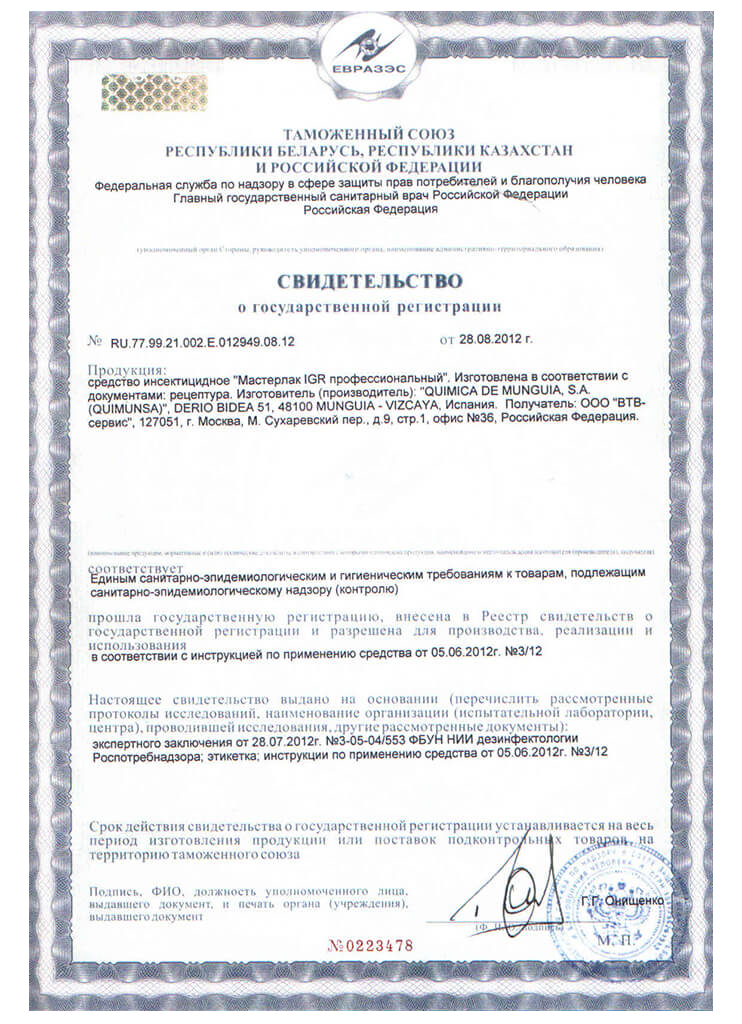 ЕВРАЗЭС
ТАМОЖЕННЫЙ СОЮЗ
РЕСПУБЛИКИ БЕЛАРУСЬ, РЕСПУБЛИКИ КАЗАХСТАН
И РОССИЙСКОЙ ФЕДЕРАЦИИ
Федеральная служба по надзору в сфере защиты прав потребителей и благополучия человека
Главный государственный санитарный врач Российской Федерации
Российская Федерация
(уполномоченный орган Стороны, руководитель уполномоченного органа, наименование административно-территориального образования)
СВИДЕТЕЛЬСТВО
о государственной регистрации
№ RU.77.99.21.002.E.012949.08.12 от 28.08.2012 г.
Продукция:
средство инсектицидное "Мастерлак IGR профессиональный". Изготовлена в соответствии с
документами: рецептура. Изготовитель (производитель): "QUIMICA DE MUNGUIA, S.A.
(QUIMUNSA)", DERIO BIDEA 51, 48100 MUNGUIA - VIZCAYA, Испания. Получатель: ООО "ВТВ-
сервис", 127051, г. Москва, М. Сухаревский пер., д.9, стр.1, офис №36, Российская Федерация.
соответствует
Единым санитарно-эпидемиологическим и гигиеническим требованиям к товарам, подлежащим
санитарно-эпидемиологическому надзору (контролю)
прошла государственную регистрацию, внесена в Реестр свидетельств о
государственной регистрации и разрешена для производства, реализации и
использования
в соответствии с инструкцией по применению средства от 05.06.2012г. №3/12
Настоящее свидетельство выдано на основании (перечислить рассмотренные
протоколы исследований, наименование организации (испытательной лаборатории,
центра), проводившей исследования, другие рассмотренные документы):
экспертного заключения от 28.07.2012г. №3-05-04/553 ФБУН НИИ дезинфектологии
Роспотребнадзора; этикетка; инструкции по применению средства от 05.06.2012г. №3/12
Срок действия свидетельства о государственной регистрации устанавливается на весь
период изготовления продукции или поставок подконтрольных товаров на
территорию таможенного союза
Подпись, ФИО, должность уполномоченного лица,
выдавшего документ, и печать органа (учреждения),
выдавшего документ
Г.Г. Онищенко
(Ф. И. О./подпись)
М. П.
№0223478